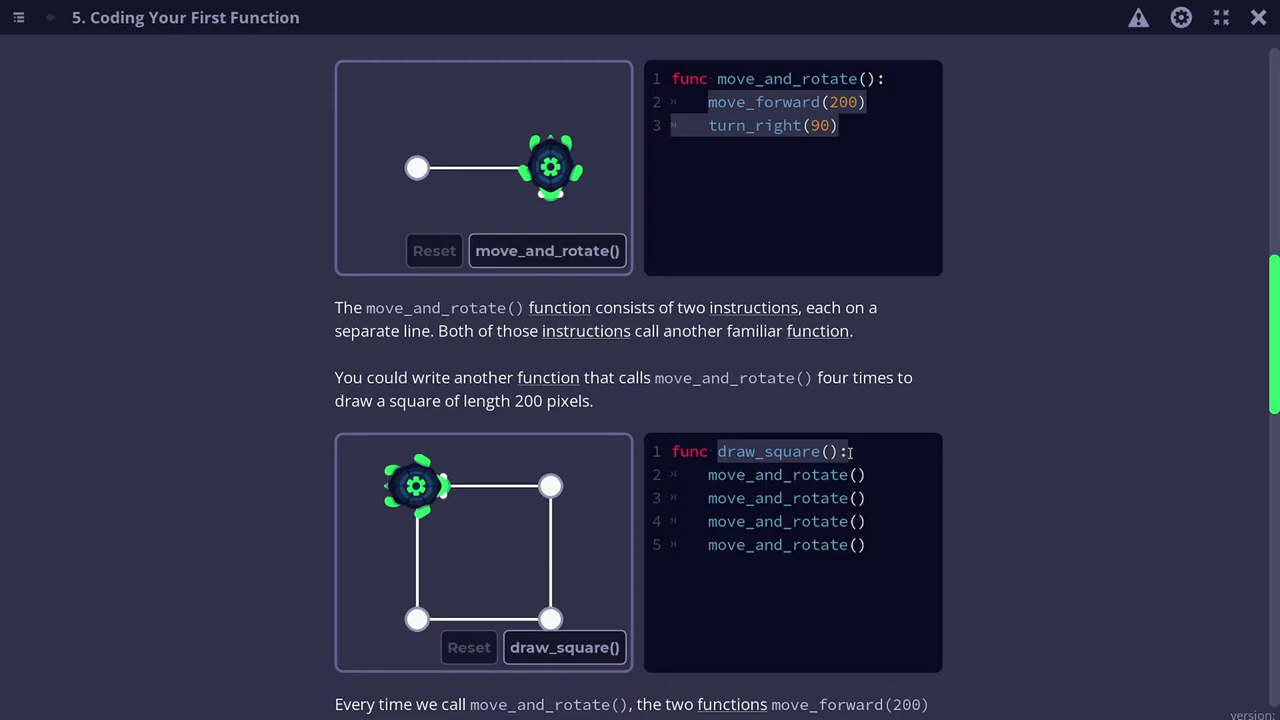 5. Coding Your First Function
1 func move_and_rotate():
2 move_forward(200)
3 turn_right(90)
Reset move_and_rotate()
The move_and_rotate() function consists of two instructions, each on a
separate line. Both of those instructions call another familiar function.
You could write another function that calls move_and_rotate() four times to
draw a square of length 200 pixels.
1 func draw_square():
2 move_and_rotate()
3 move_and_rotate()
4 move_and_rotate()
5 move_and_rotate()
Reset draw_square()
Every time we call move_and_rotate(), the two functions move_forward(200)
version: